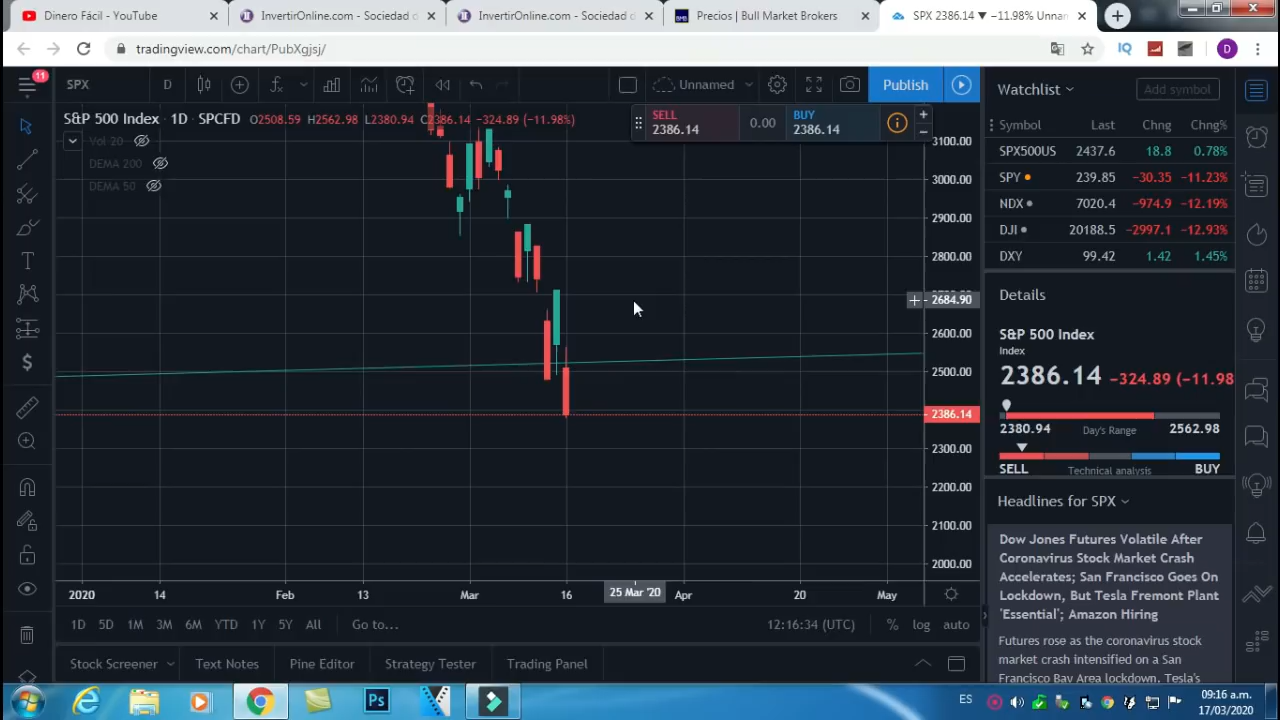 Dinero Fácil - YouTube
InvertirOnline.com - Sociedad d
InvertirOnline.com - Sociedad d
Precios | Bull Market Brokers
SPX 2386.14 ▼ −11.98% Unnan
tradingview.com/chart/PubXgjsj/
IQ
D
11
SPX
D
Unnamed
Publish
S&P 500 Index · 1D · SPCFD O2508.59 H2562.98 L2380.94 C2386.14 −324.89 (−11.98%)
Vol 20
DEMA 200
DEMA 50
SELL
2386.14
0.00
BUY
2386.14
3100.00
3000.00
2900.00
2800.00
2684.90
2600.00
2500.00
2386.14
2300.00
2200.00
2100.00
2000.00
2020 14 Feb 13 Mar 16 25 Mar '20 Apr 20 May
1D 5D 1M 3M 6M YTD 1Y 5Y All Go to...
12:16:34 (UTC) % log auto
Stock Screener Text Notes Pine Editor Strategy Tester Trading Panel
Watchlist Add symbol
Symbol Last Chng Chng%
SPX500US 2437.6 18.8 0.78%
SPY 239.85 −30.35 −11.23%
NDX 7020.4 −974.9 −12.19%
DJI 20188.5 −2997.1 −12.93%
DXY 99.42 1.42 1.45%
Details
S&P 500 Index
Index
2386.14 −324.89 (−11.98
2380.94 Day's Range 2562.98
SELL Technical analysis BUY
Headlines for SPX
Dow Jones Futures Volatile After
Coronavirus Stock Market Crash
Accelerates; San Francisco Goes On
Lockdown, But Tesla Fremont Plant
'Essential'; Amazon Hiring
Futures rose as the coronavirus stock
market crash intensified on a San
Francisco Bay Area lockdown. Tesla's
Ps
ES
09:16 a.m.
17/03/2020